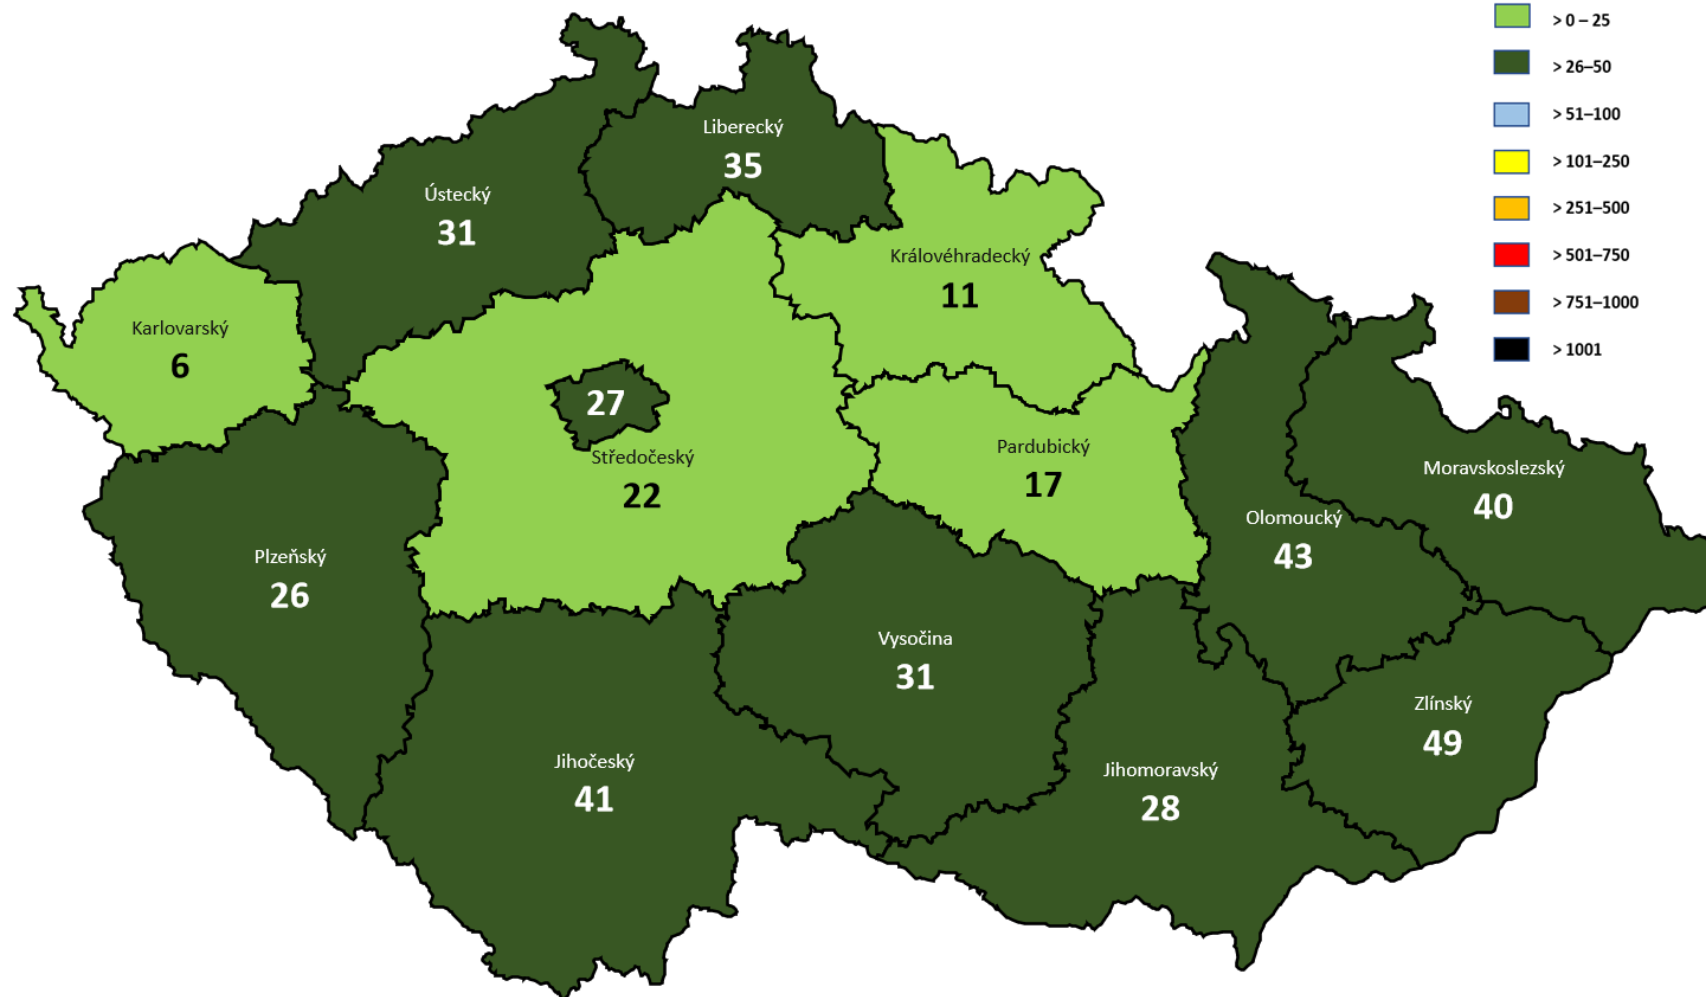 > 0 – 25
> 26–50
> 51–100
> 101–250
> 251–500
> 501–750
> 751–1000
> 1001
Liberecký
35
Ústecký
31
Královéhradecký
11
Karlovarský
6
27
Středočeský
22
Pardubický
17
Moravskoslezský
40
Olomoucký
43
Plzeňský
26
Vysočina
31
Zlínský
49
Jihočeský
41
Jihomoravský
28